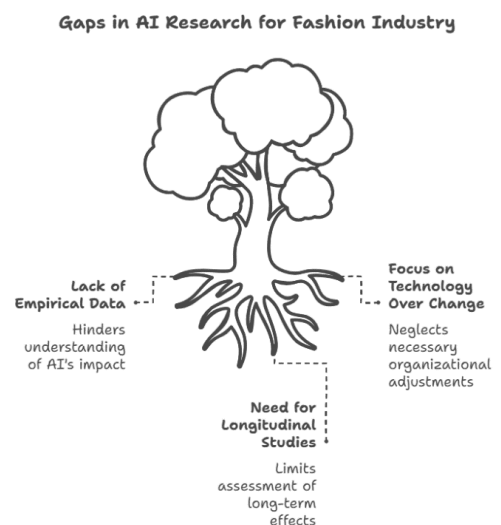 Gaps in AI Research for Fashion Industry
Lack of
Empirical Data
Hinders
understanding
of AI's impact
Focus on
Technology
Over Change
Neglects
necessary
organizational
adjustments
Need for
Longitudinal
Studies
Limits
assessment of
long-term
effects